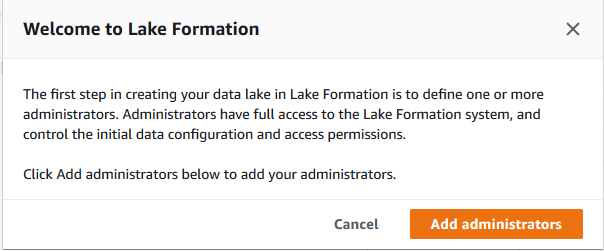 Welcome to Lake Formation
The first step in creating your data lake in Lake Formation is to define one or more
administrators. Administrators have full access to the Lake Formation system, and
control the initial data configuration and access permissions.
Click Add administrators below to add your administrators.
Cancel
Add administrators